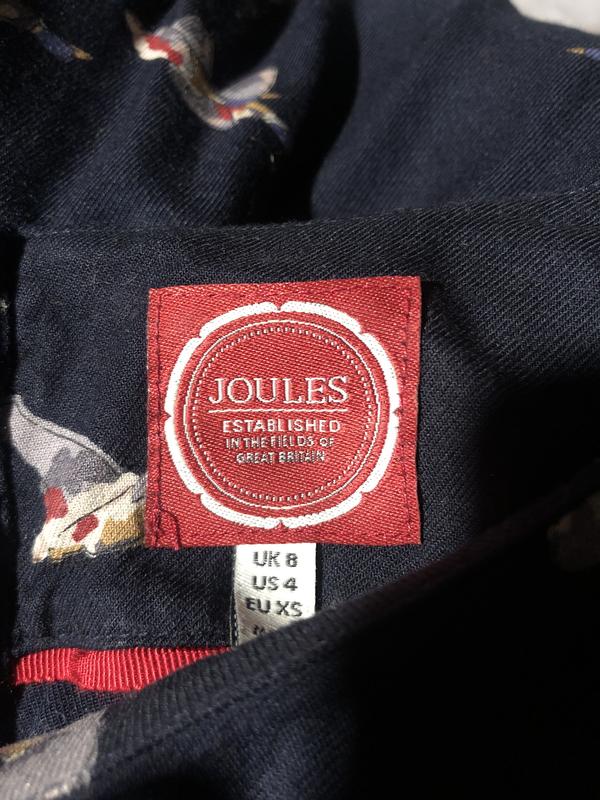 JOULES
ESTABLISHED
IN THE FIELDS OF
GREAT BRITAIN
UK 8
US 4
EU XS